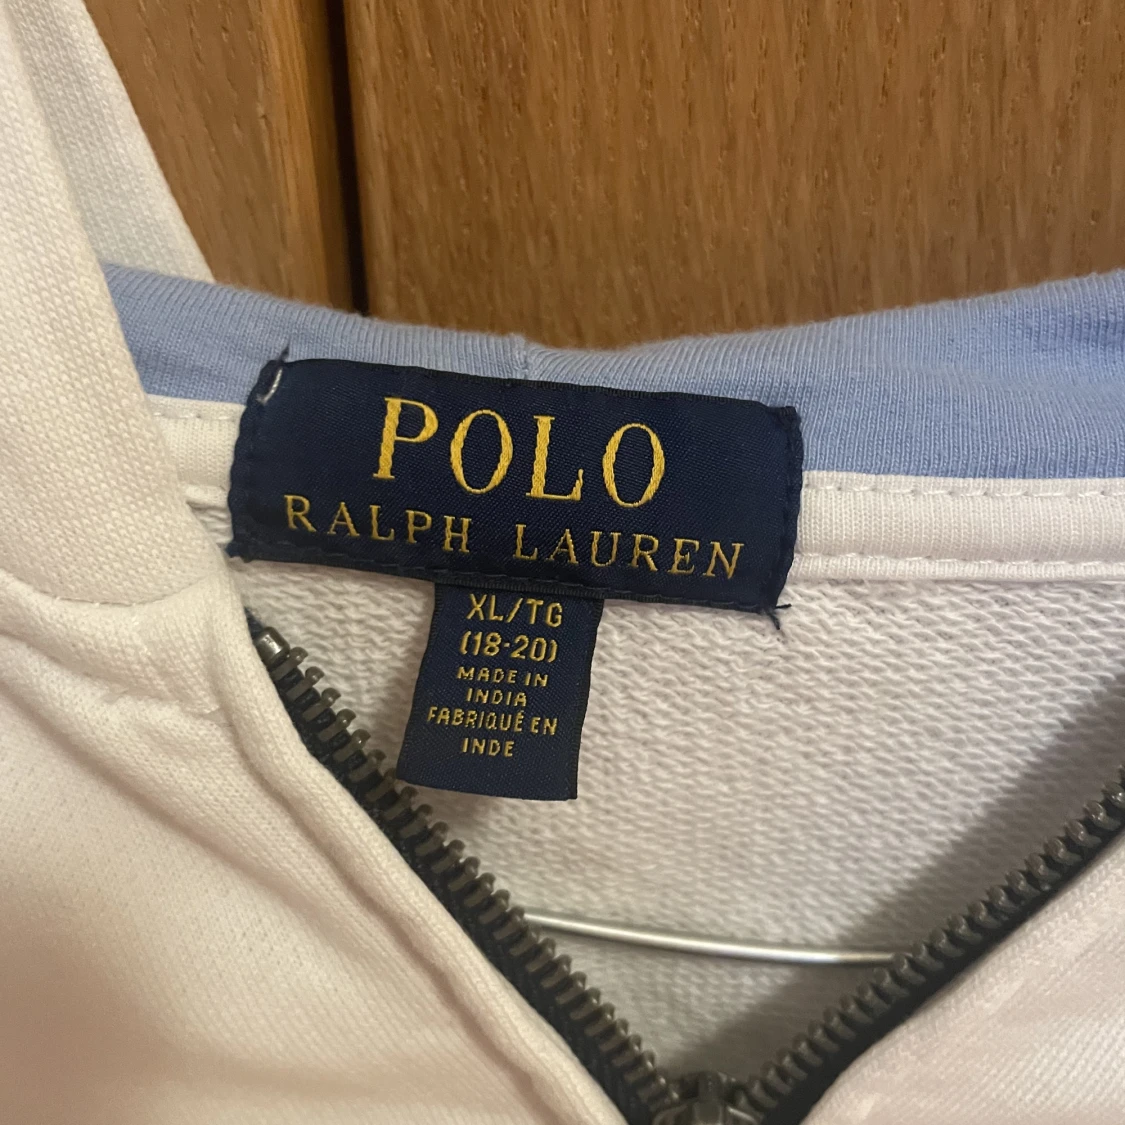 POLO
RALPH LAUREN
XL/TG
(18-20)
MADE IN
INDIA
FABRIQUÉ EN
INDE